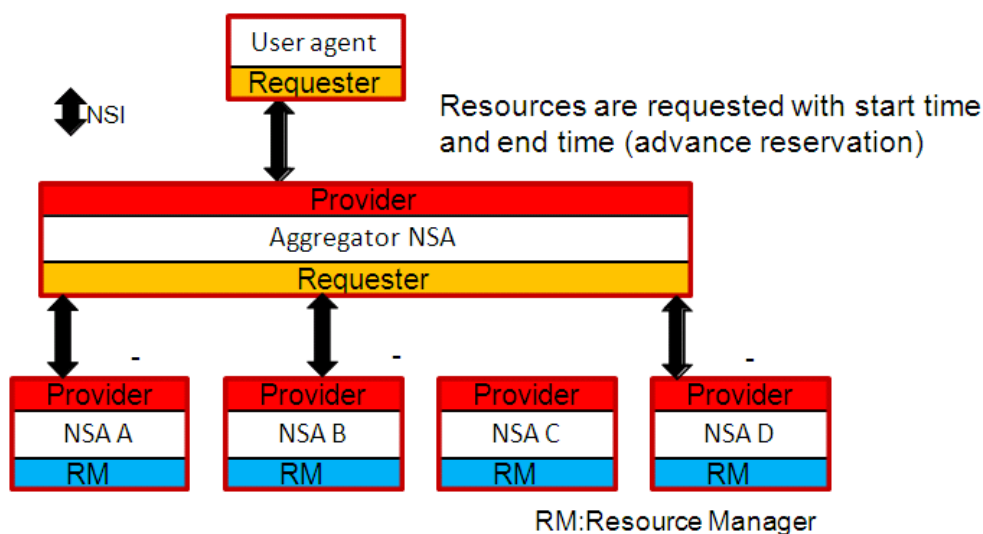 User agent
Requester
NSI
Resources are requested with start time
and end time (advance reservation)
Provider
Aggregator NSA
Requester
- - -
Provider Provider Provider Provider
NSA A NSA B NSA C NSA D
RM RM RM RM
RM:Resource Manager